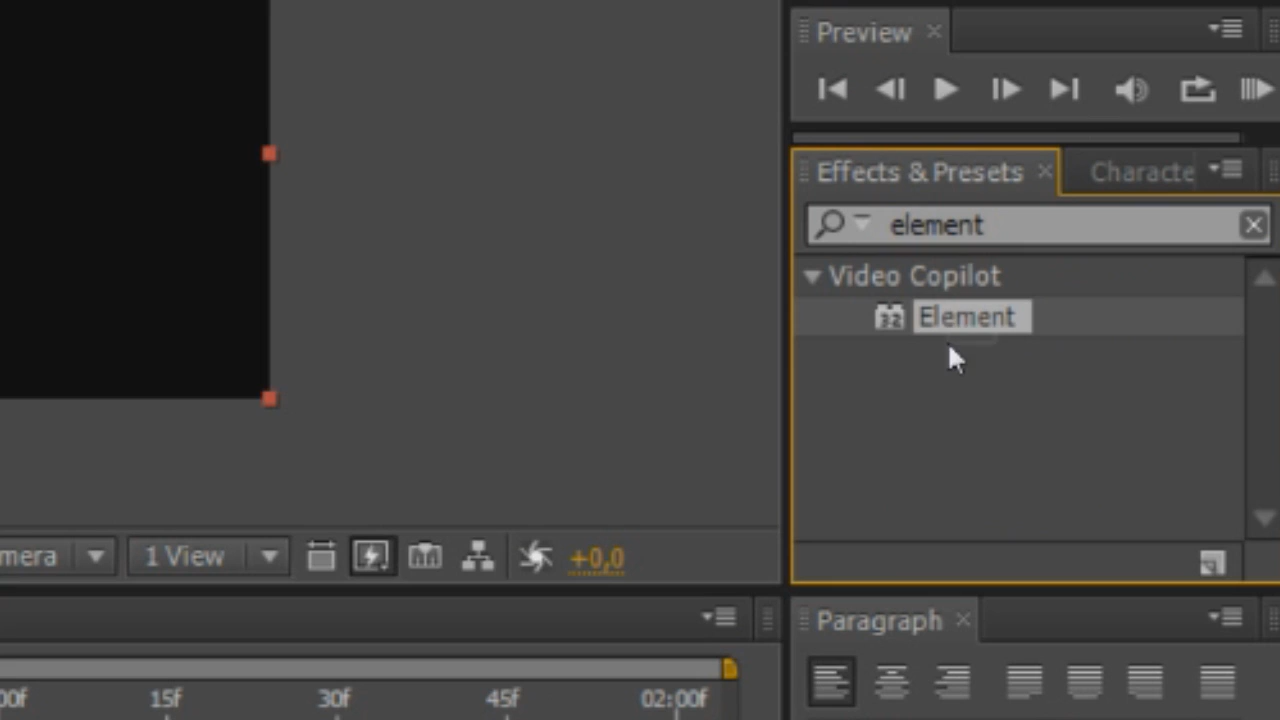 Preview
Effects & Presets
Characte
element
Video Copilot
32 Element
mera
1 View
+0,0
Paragraph
00f
15f
30f
45f
02:00f